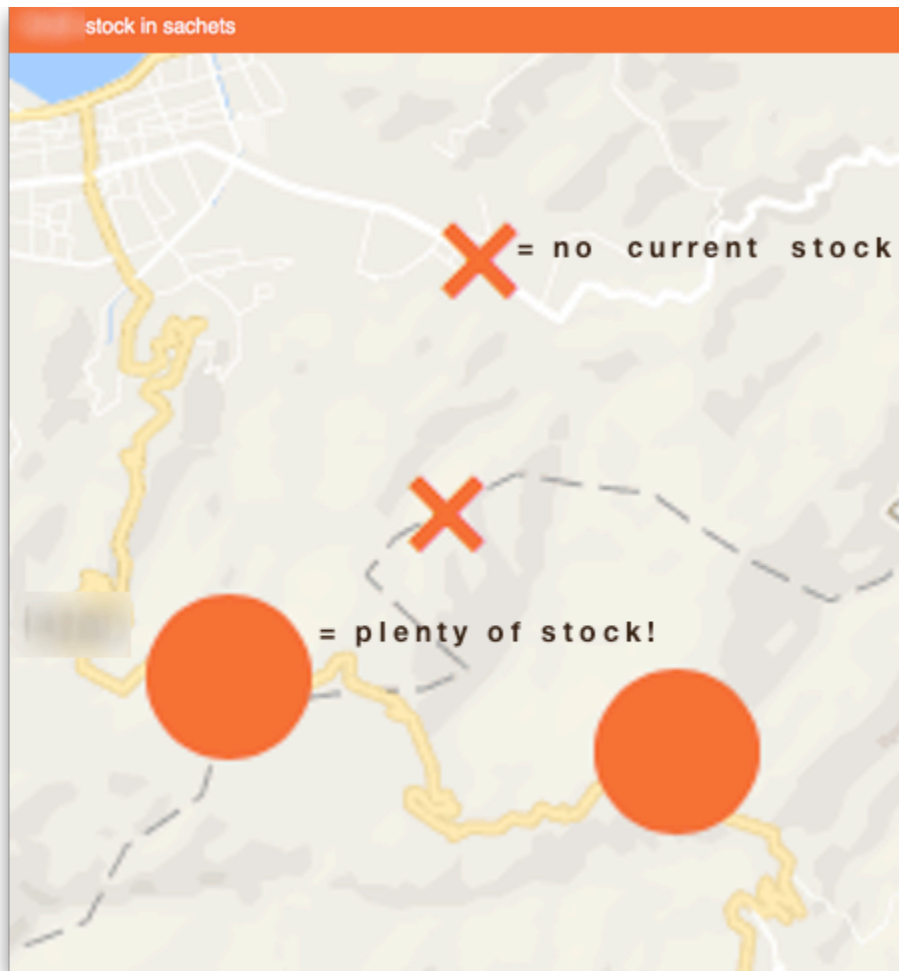 stock in sachets
= no current stock
= plenty of stock!